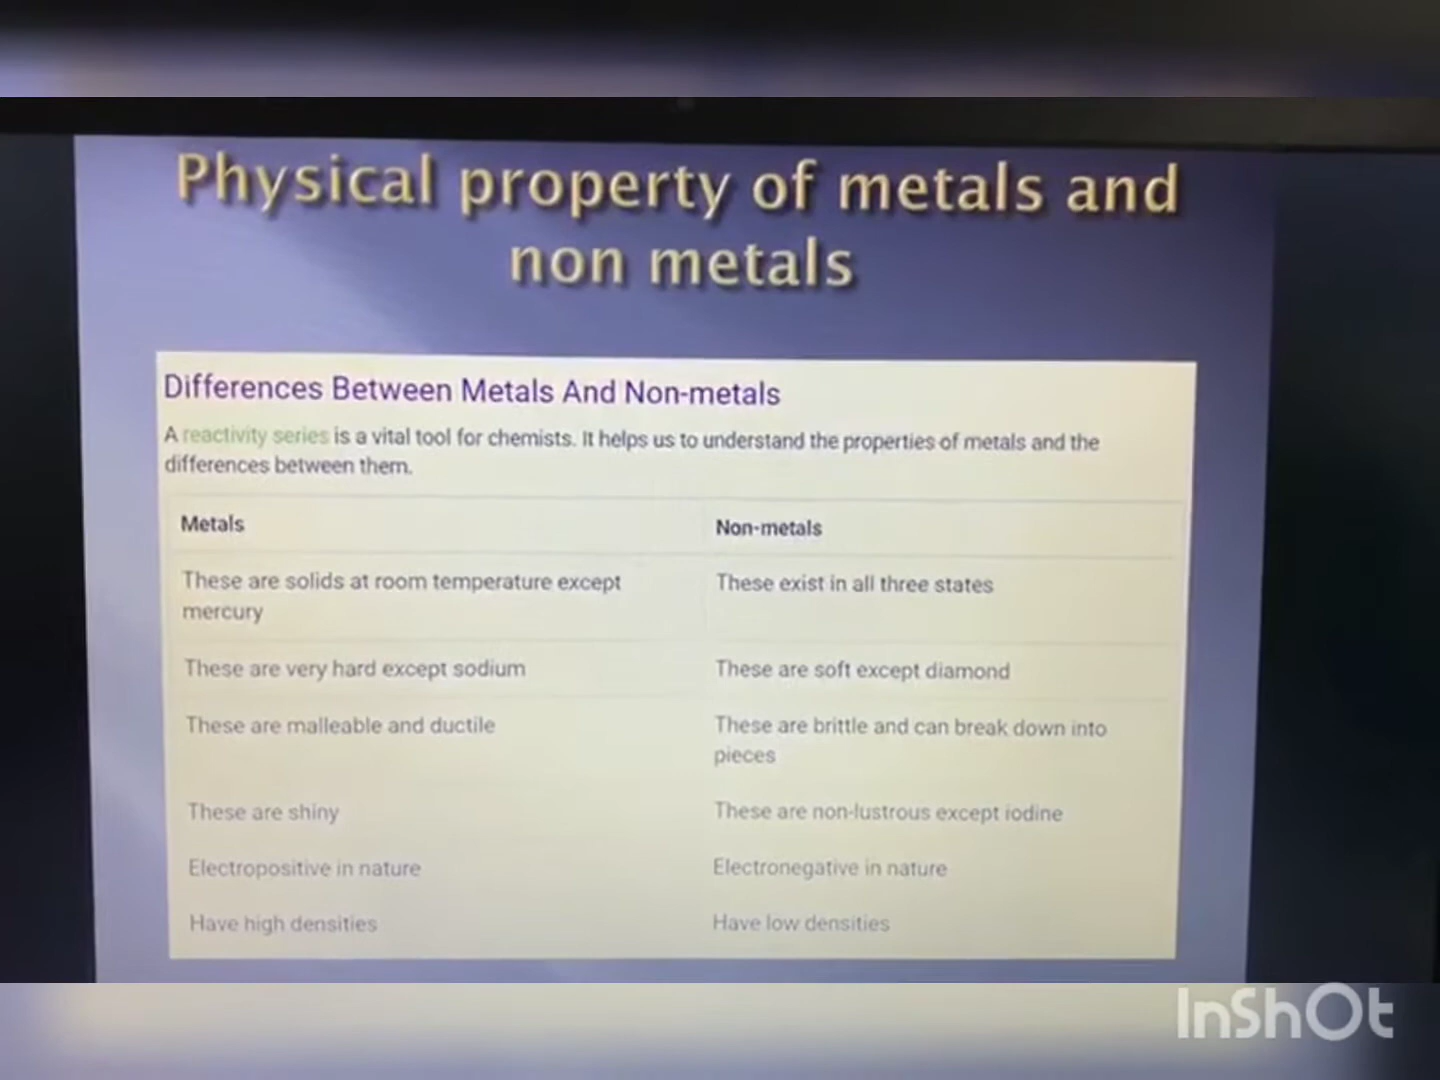 Physical property of metals and
non metals
Differences Between Metals And Non-metals
A reactivity series is a vital tool for chemists. It helps us to understand the properties of metals and the
differences between them.
Metals
Non-metals
These are solids at room temperature except
mercury
These exist in all three states
These are very hard except sodium
These are soft except diamond
These are malleable and ductile
These are brittle and can break down into
pieces
These are shiny
These are non-lustrous except iodine
Electropositive in nature
Electronegative in nature
Have high densities
Have low densities
InShOt